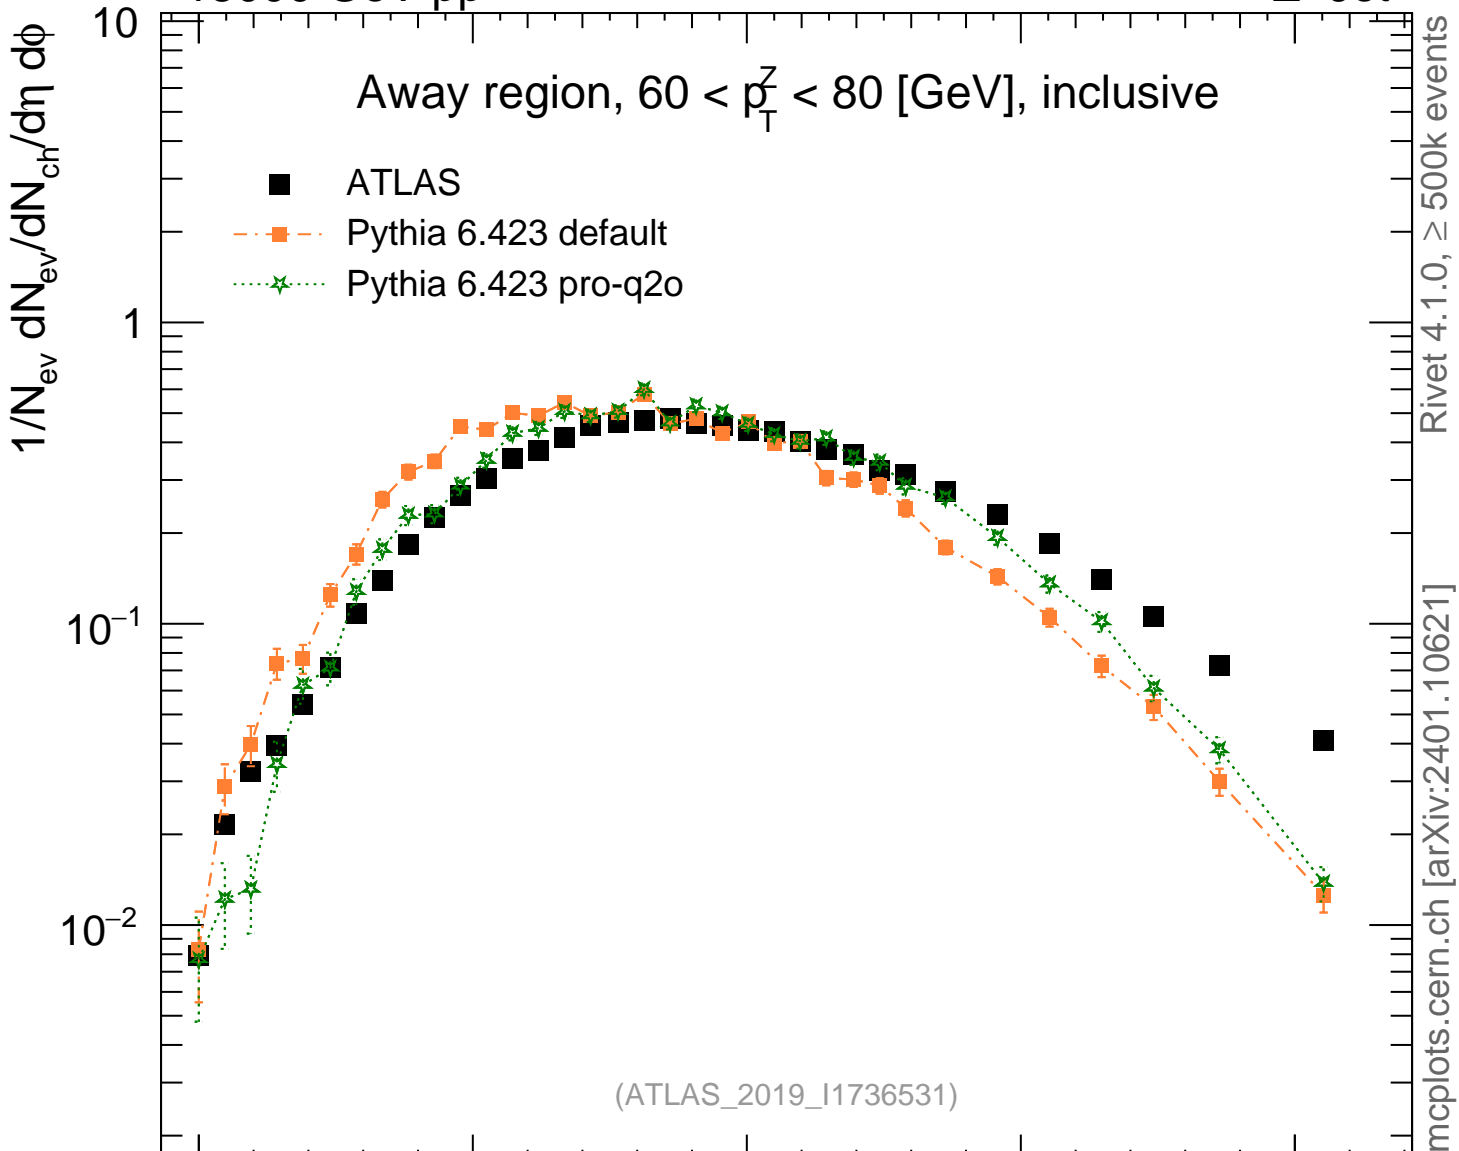 10
Away region, 60 < p_T^Z < 80 [GeV], inclusive
ATLAS
Pythia 6.423 default
Pythia 6.423 pro-q2o
1
10^−1
10^−2
(ATLAS_2019_I1736531)
1/N_ev dN_ev/dN_ch/dη dϕ
Rivet 4.1.0, ≥ 500k events
mcplots.cern.ch [arXiv:2401.10621]